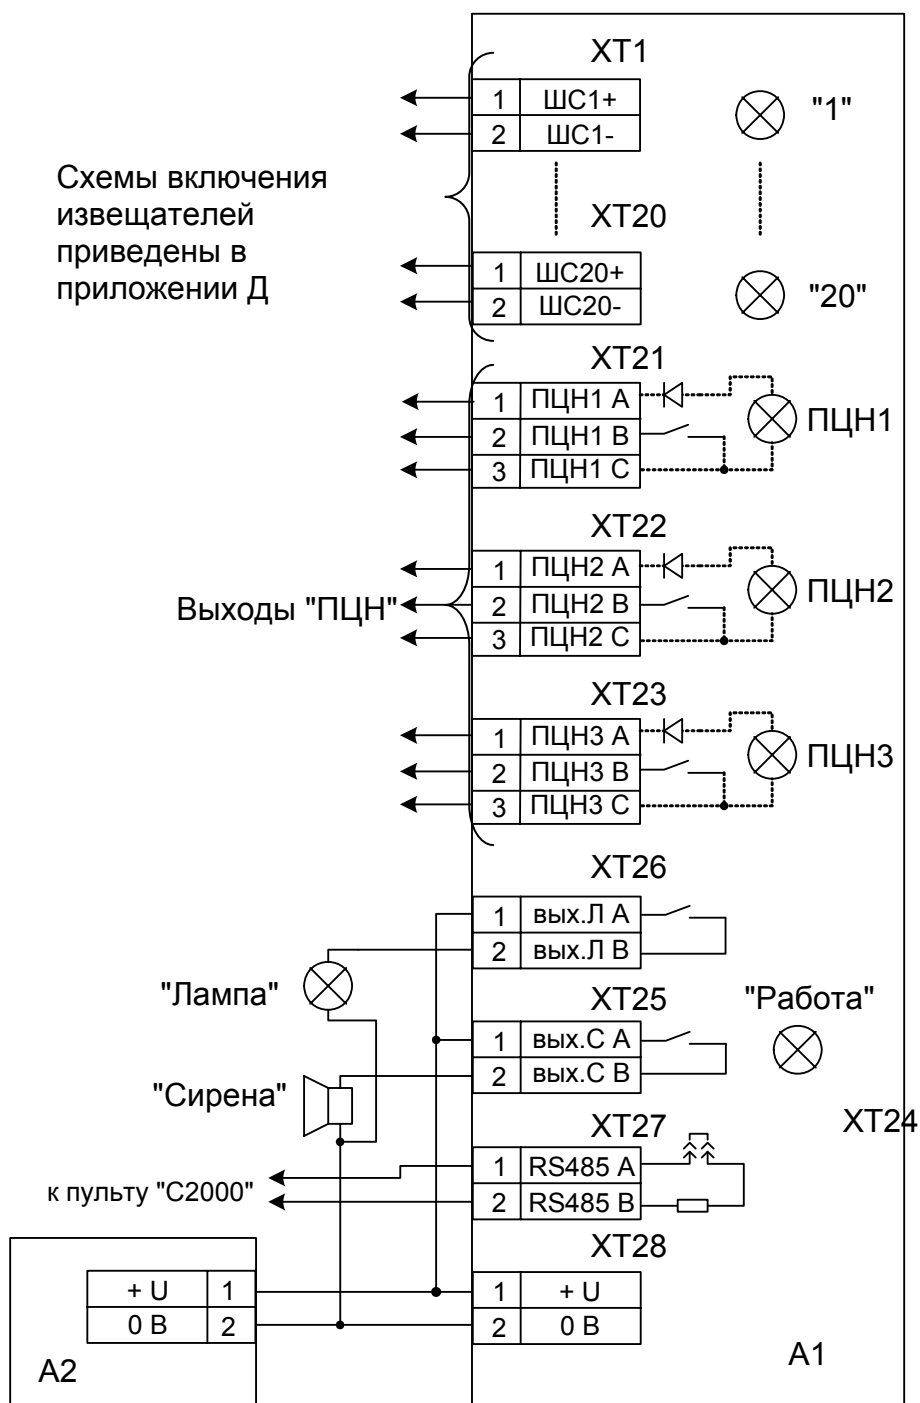 XT1
1 ШС1+
2 ШС1-
"1"
Схемы включения
извещателей
приведены в
приложении Д
XT20
1 ШС20+
2 ШС20-
"20"
XT21
1 ПЦН1 А
2 ПЦН1 В
3 ПЦН1 С
ПЦН1
XT22
1 ПЦН2 А
2 ПЦН2 В
3 ПЦН2 С
ПЦН2
Выходы "ПЦН"
XT23
1 ПЦН3 А
2 ПЦН3 В
3 ПЦН3 С
ПЦН3
XT26
1 вых.Л А
2 вых.Л В
"Лампа"
XT25
"Работа"
1 вых.С А
2 вых.С В
"Сирена"
XT27
XT24
1 RS485 A
2 RS485 B
к пульту "С2000"
XT28
+ U 1
0 В 2
1 + U
2 0 В
А2
А1